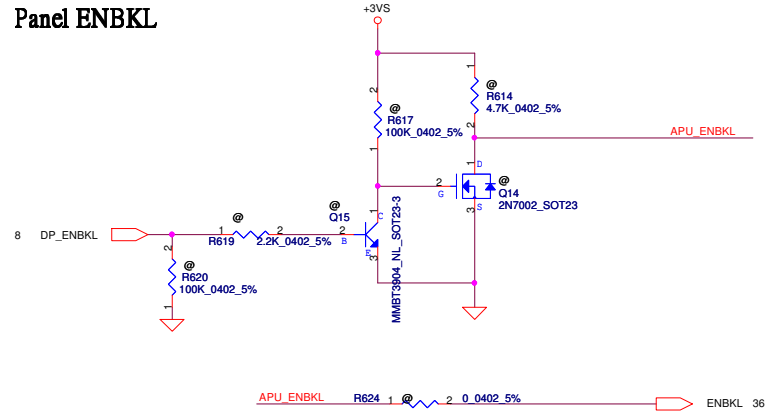 Panel ENBKL
+3VS
1
@
R614
4.7K_0402_5%
2
2
@
R617
100K_0402_5%
1
APU_ENBKL
1
D
2
G
@
Q14
2N7002_SOT23
3
S
@
Q15
1
C
MMBT3904_NL_SOT23-3
8 DP_ENBKL
@
1 2
R619 2.2K_0402_5%
2
B
E
3
2
@
R620
100K_0402_5%
1
APU_ENBKL R624 1 @ 2 0_0402_5% ENBKL 36